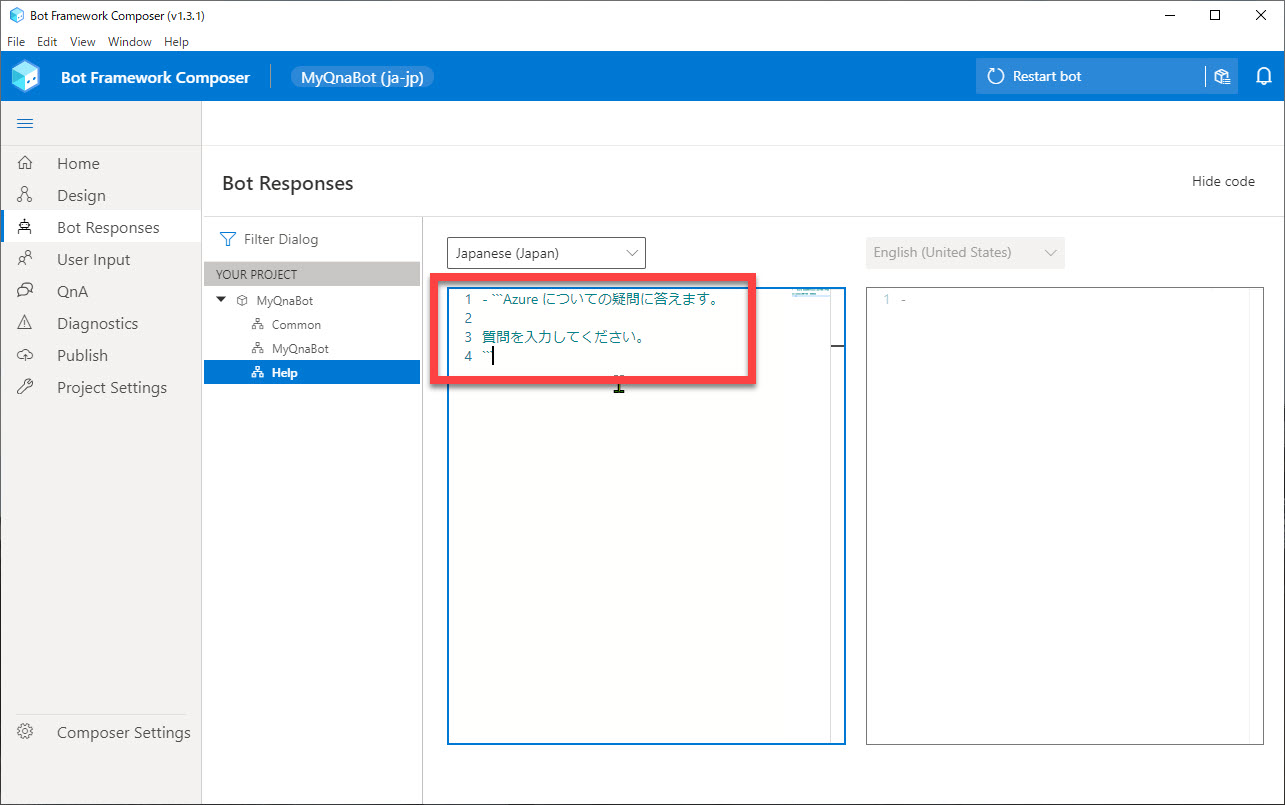 Bot Framework Composer (v1.3.1)
File Edit View Window Help
Bot Framework Composer
MyQnaBot (ja-jp)
Restart bot
Home
Design
Bot Responses
User Input
QnA
Diagnostics
Publish
Project Settings
Composer Settings
Bot Responses
Hide code
Filter Dialog
YOUR PROJECT
MyQnaBot
Common
MyQnaBot
Help
Japanese (Japan)
1 - ```Azure についての疑問に答えます。
2
3 質問を入力してください。
4 ```
English (United States)
1 -